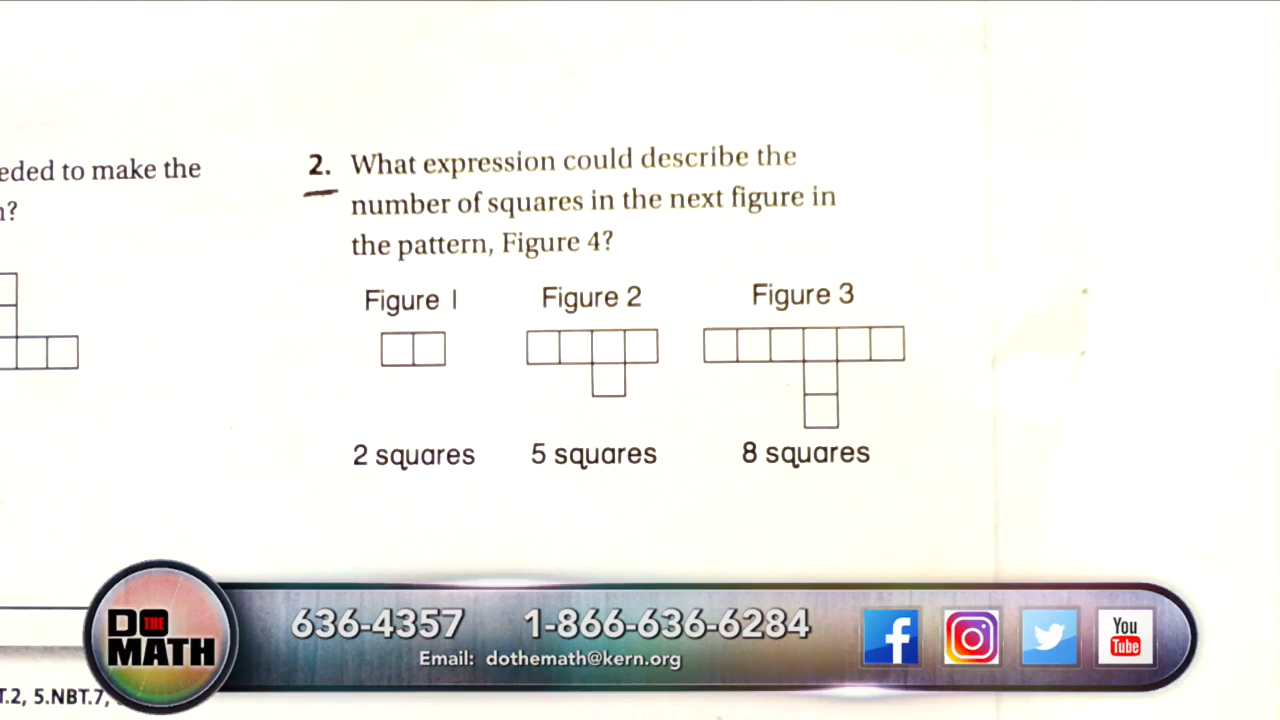 eded to make the
?
2. What expression could describe the
number of squares in the next figure in
the pattern, Figure 4?
Figure 1 Figure 2 Figure 3
2 squares 5 squares 8 squares
DO THE MATH
636-4357 1-866-636-6284
Email: dothemath@kern.org
f
You Tube
T.2, 5.NBT.7,